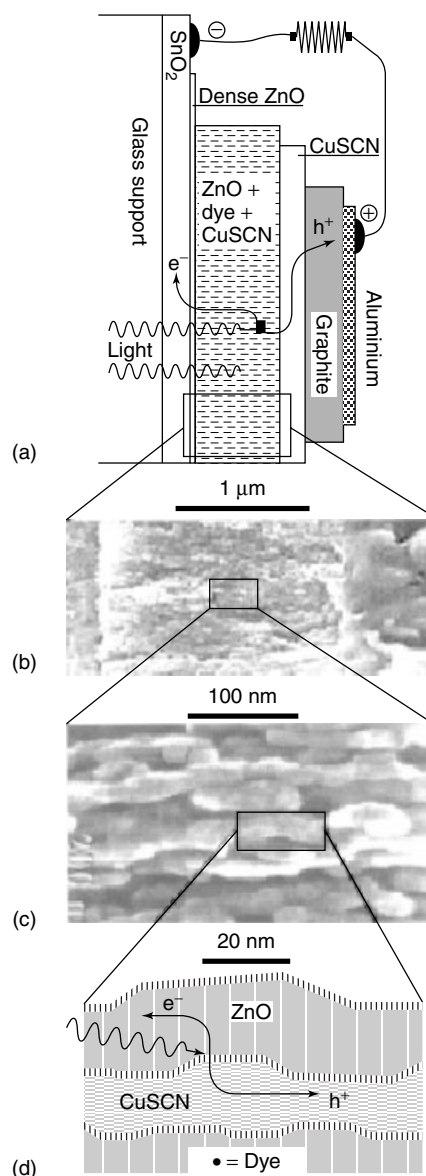 SnO2
⊖
Glass support
Dense ZnO
CuSCN
ZnO +
dye +
CuSCN
h+
⊕
e−
Light
Graphite
Aluminium
(a)
1 μm
(b)
100 nm
(c)
20 nm
e−
ZnO
CuSCN
h+
(d)
• = Dye